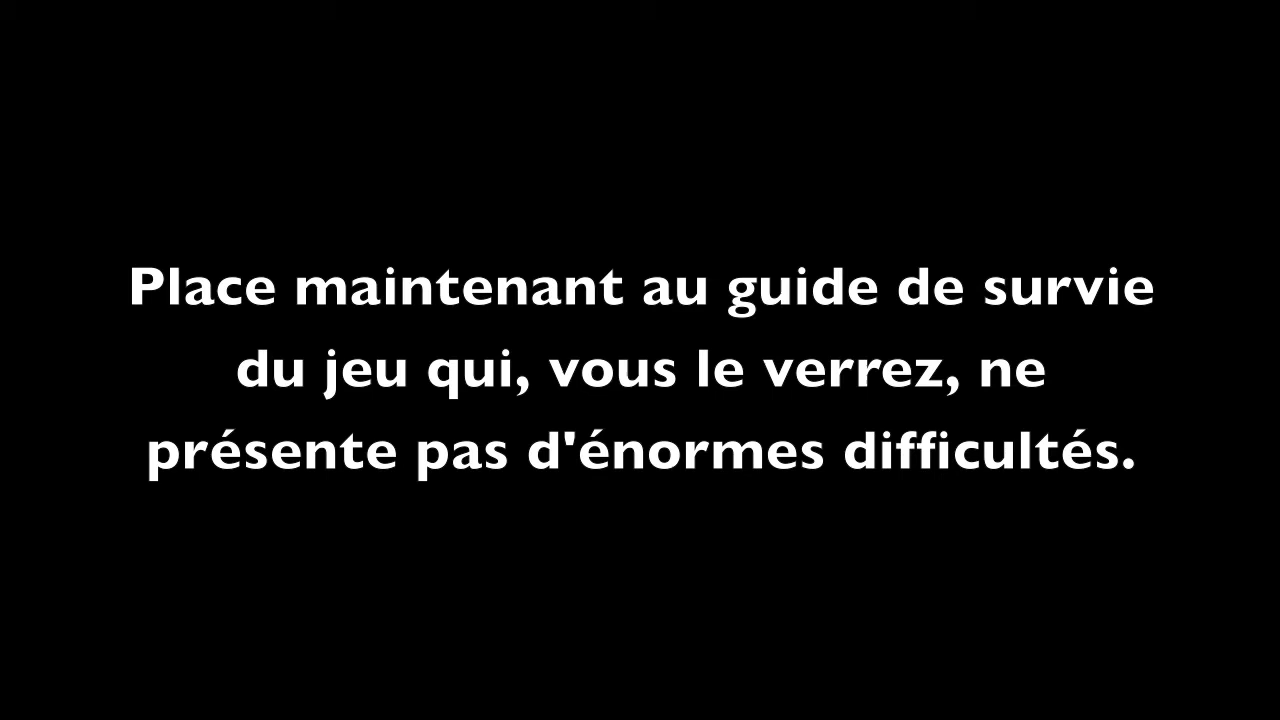 Place maintenant au guide de survie
du jeu qui, vous le verrez, ne
présente pas d'énormes difficultés.